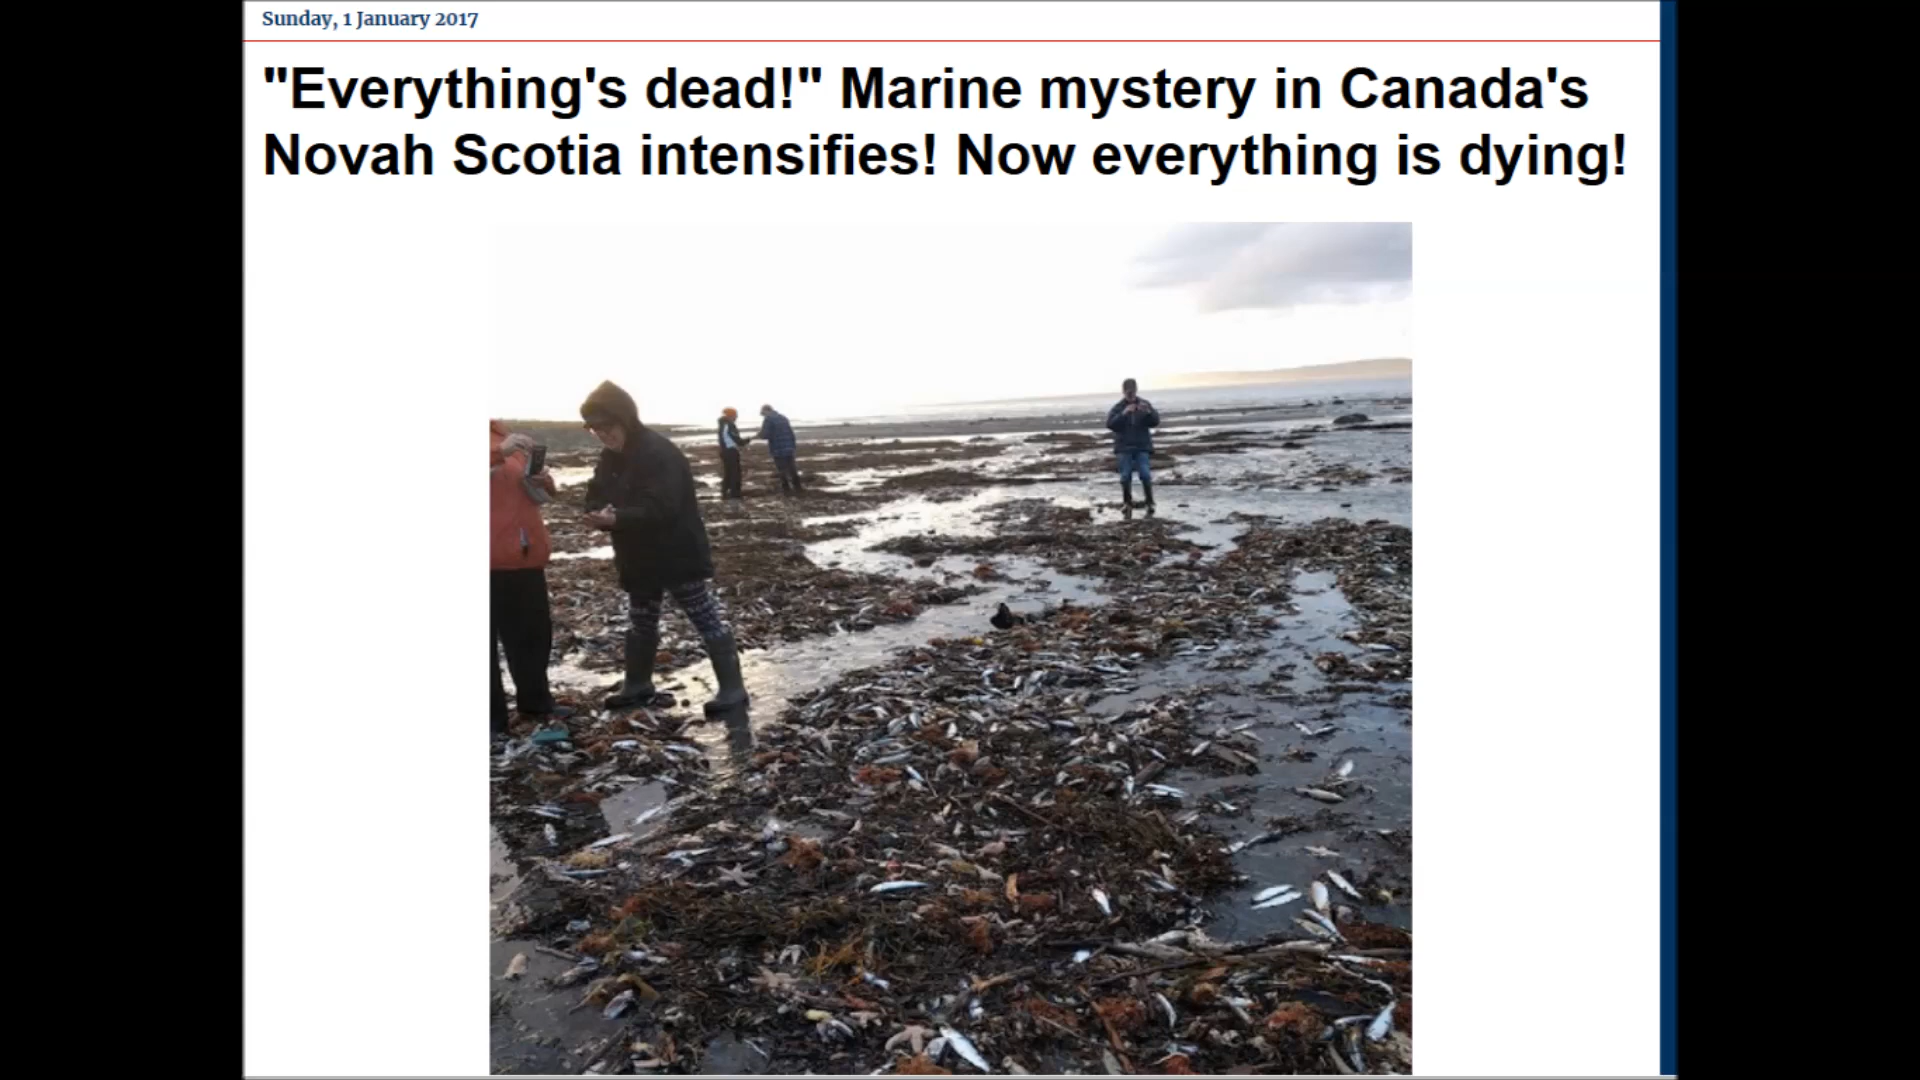 Sunday, 1 January 2017
"Everything's dead!" Marine mystery in Canada's
Novah Scotia intensifies! Now everything is dying!